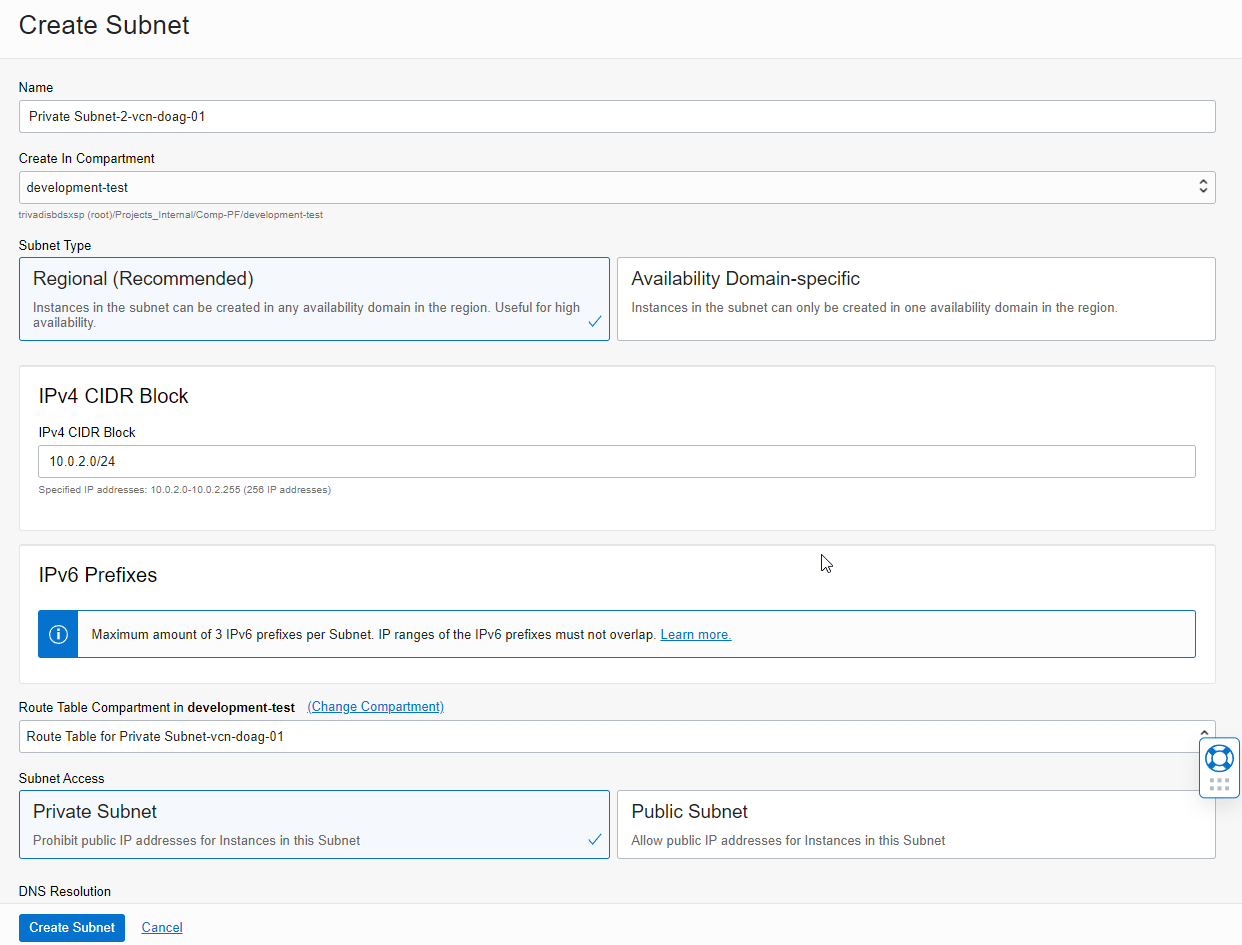 Create Subnet
Name
Private Subnet-2-vcn-doag-01
Create In Compartment
development-test
trivadisbdsxsp (root)/Projects_Internal/Comp-PF/development-test
Subnet Type
Regional (Recommended)
Instances in the subnet can be created in any availability domain in the region. Useful for high
availability.
Availability Domain-specific
Instances in the subnet can only be created in one availability domain in the region.
IPv4 CIDR Block
IPv4 CIDR Block
10.0.2.0/24
Specified IP addresses: 10.0.2.0-10.0.2.255 (256 IP addresses)
IPv6 Prefixes
Maximum amount of 3 IPv6 prefixes per Subnet. IP ranges of the IPv6 prefixes must not overlap. Learn more.
Route Table Compartment in development-test (Change Compartment)
Route Table for Private Subnet-vcn-doag-01
Subnet Access
Private Subnet
Prohibit public IP addresses for Instances in this Subnet
Public Subnet
Allow public IP addresses for Instances in this Subnet
DNS Resolution
Create Subnet Cancel